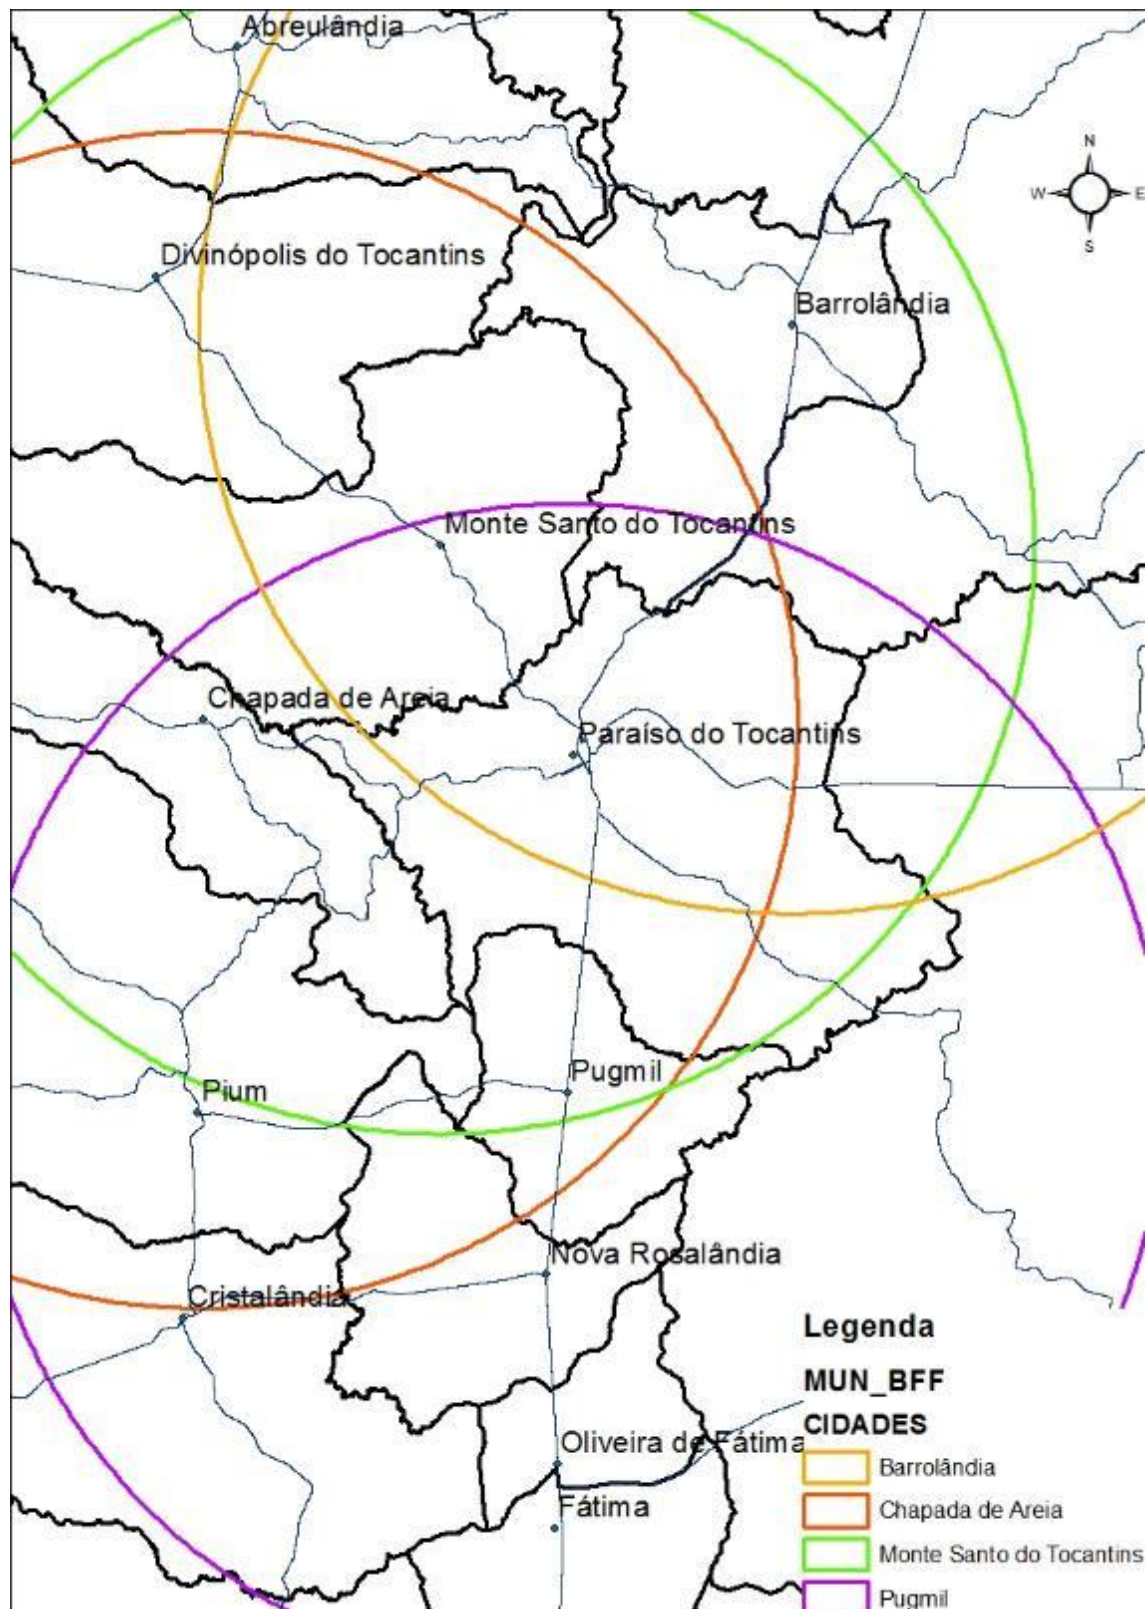 Abreulândia
N
W
E
S
Divinópolis do Tocantins
Barrolândia
Monte Santo do Tocantins
Chapada de Areia
Paraíso do Tocantins
Pugmil
Pium
Nova Rosalândia
Cristalândia
Legenda
MUN_BFF
CIDADES
Oliveira de Fátima
Barrolândia
Fátima
Chapada de Areia
Monte Santo do Tocantins
Pugmil